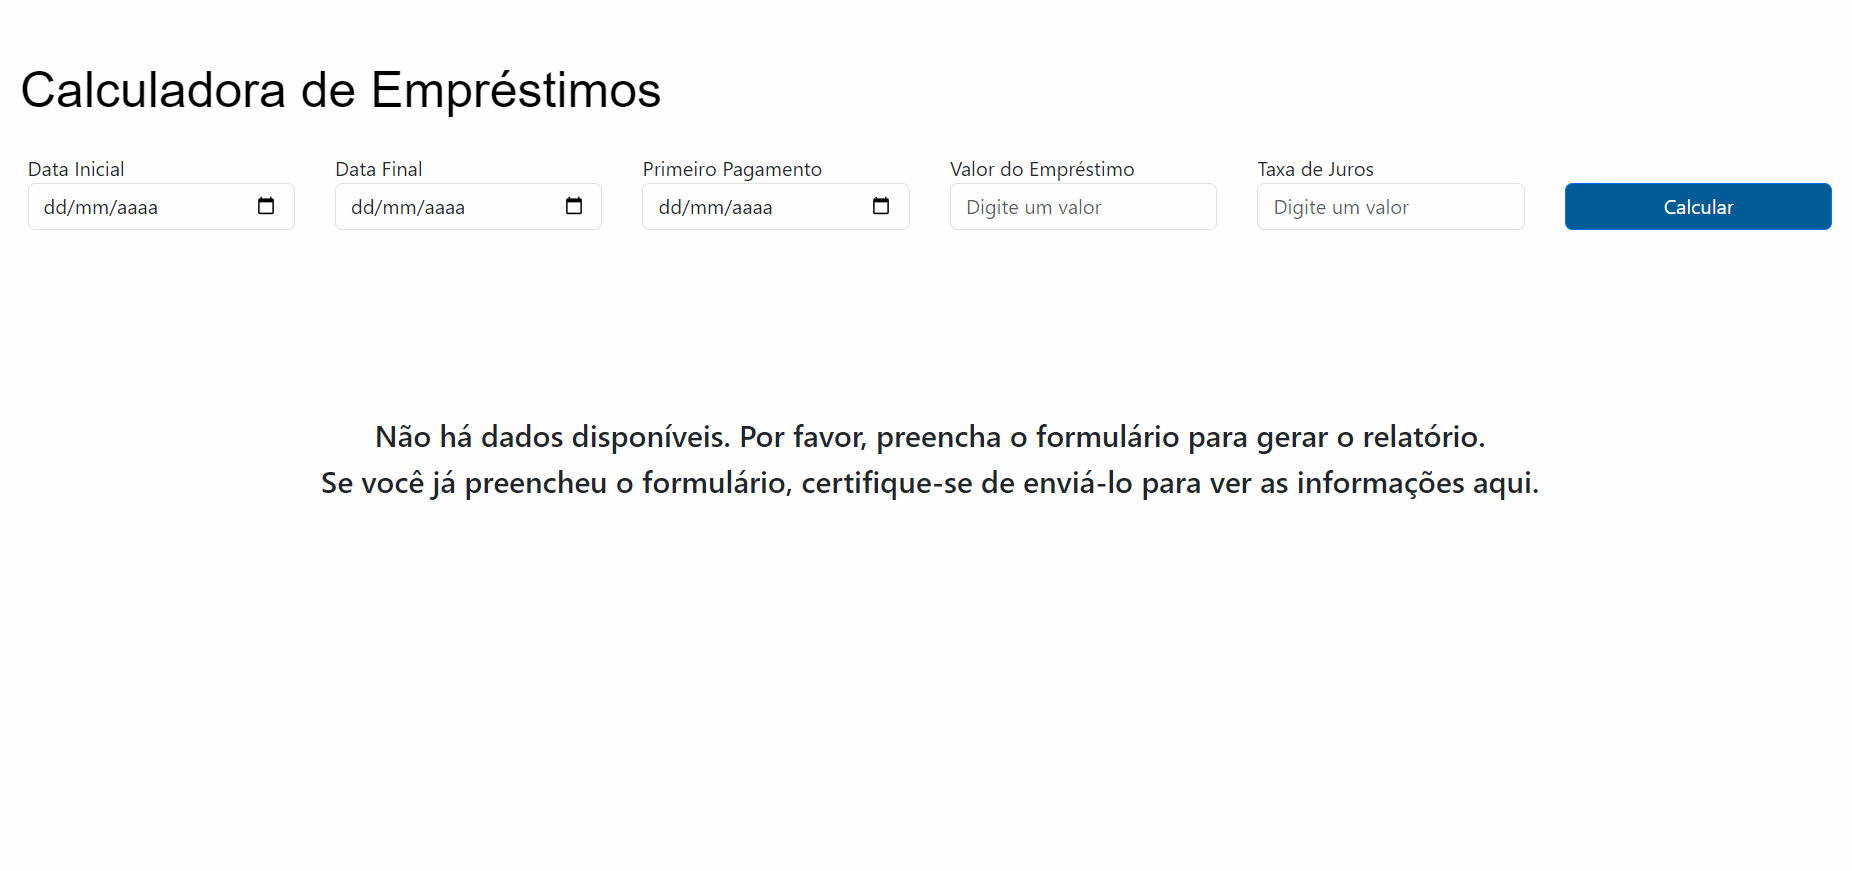 Calculadora de Empréstimos
Data Inicial
dd/mm/aaaa
Data Final
dd/mm/aaaa
Primeiro Pagamento
dd/mm/aaaa
Valor do Empréstimo
Digite um valor
Taxa de Juros
Digite um valor
Calcular
Não há dados disponíveis. Por favor, preencha o formulário para gerar o relatório.
Se você já preencheu o formulário, certifique-se de enviá-lo para ver as informações aqui.